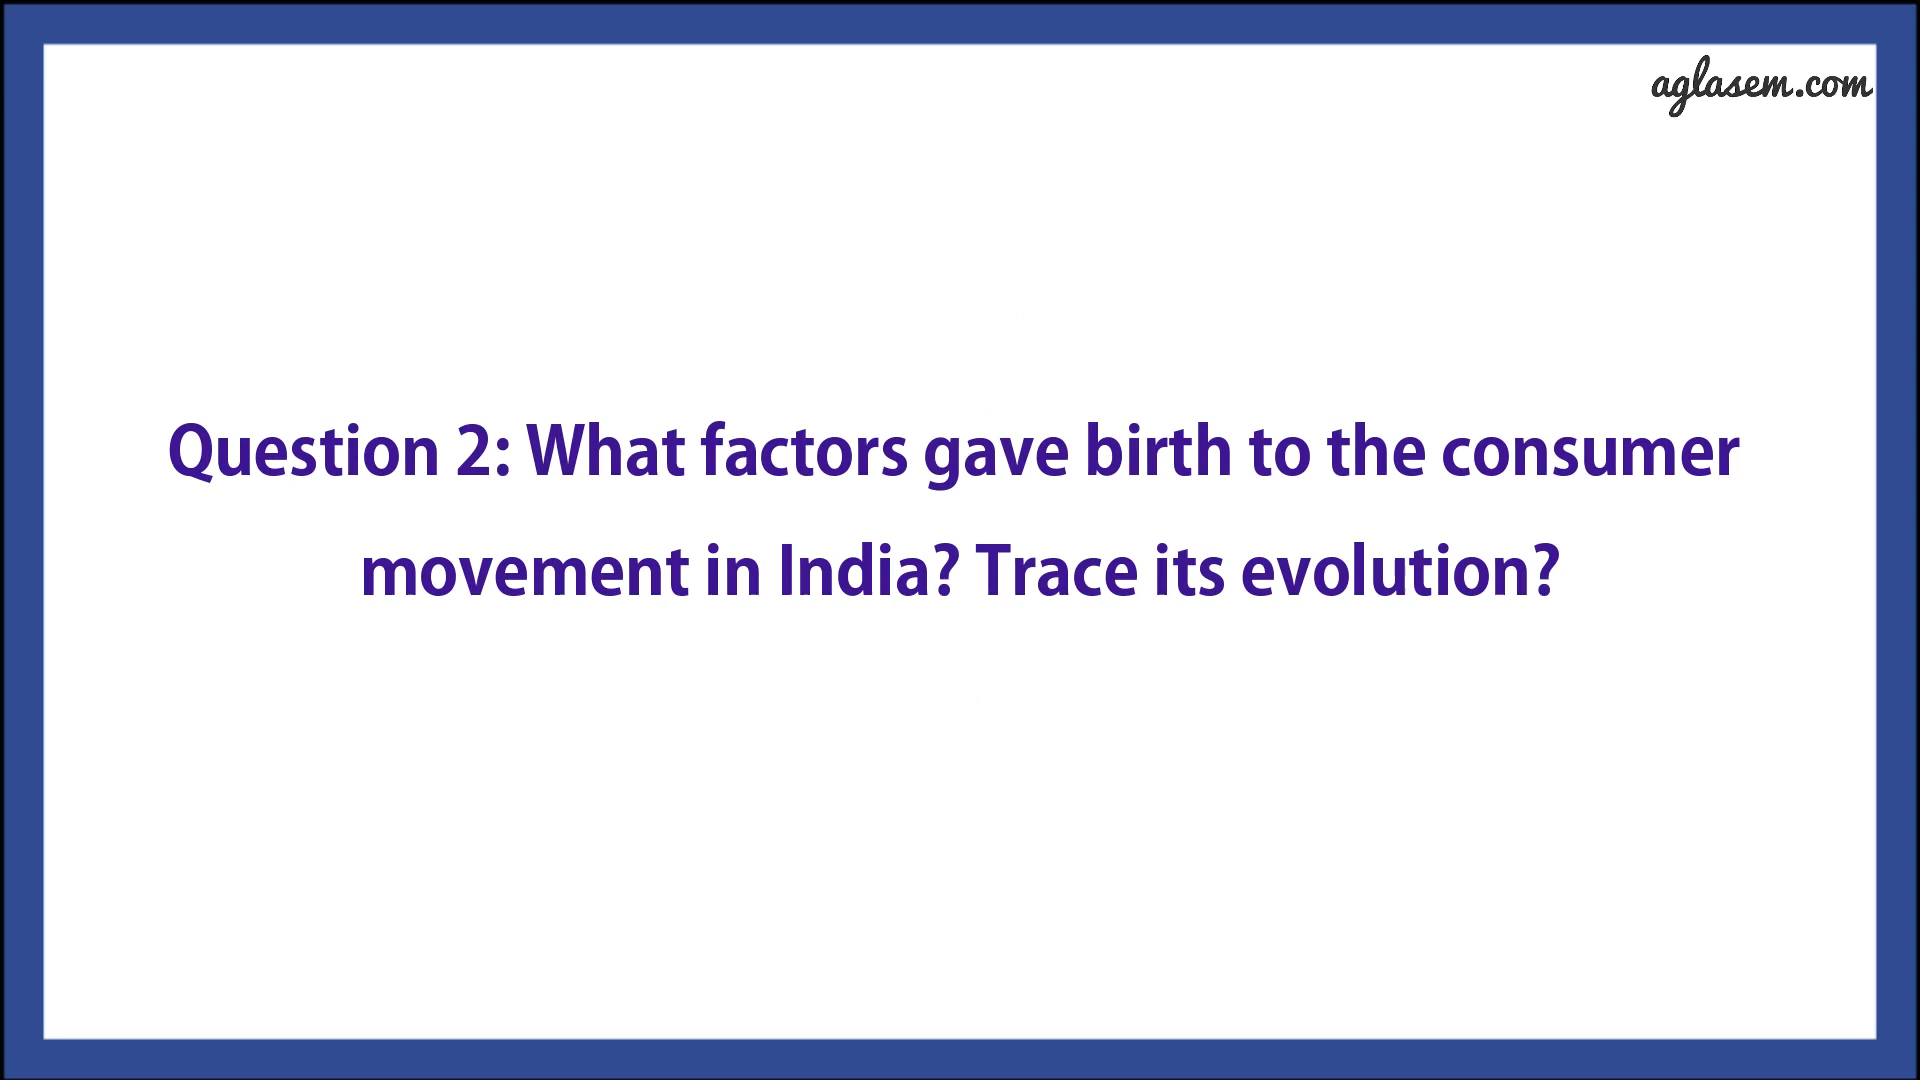 aglasem.com
Question 2: What factors gave birth to the consumer
movement in India? Trace its evolution?